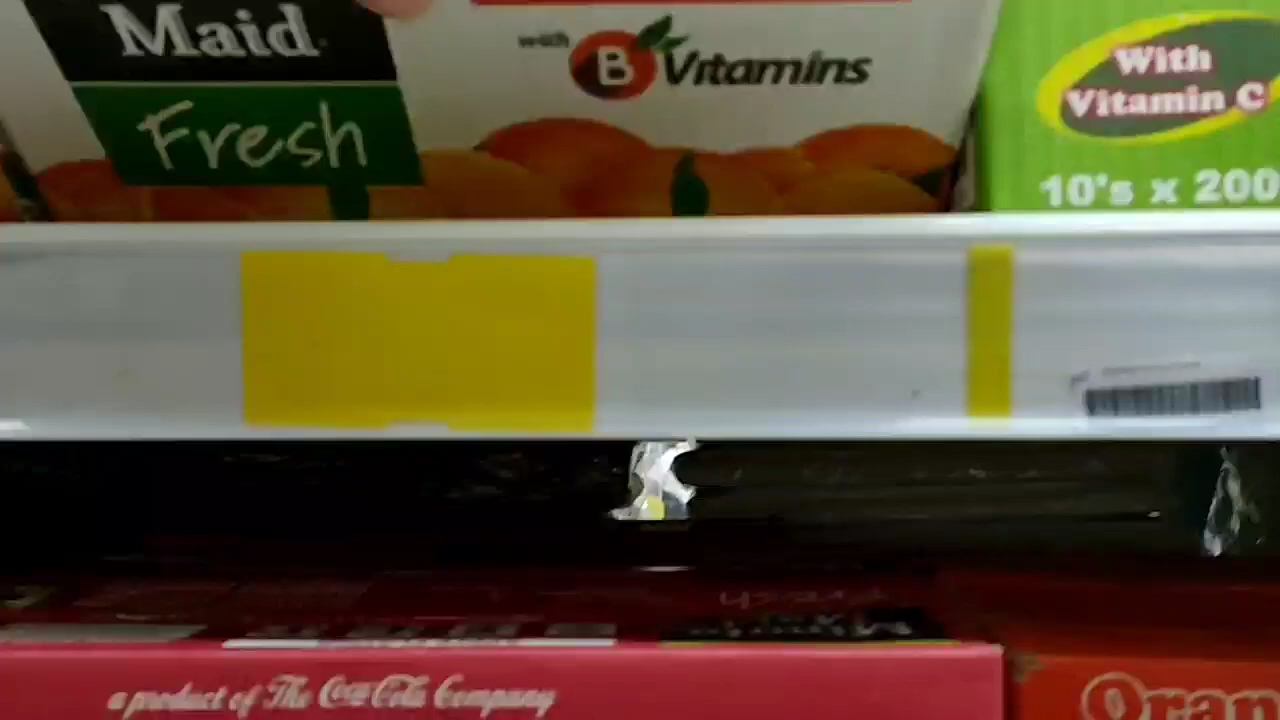 Maid
Fresh
with B Vitamins
With
Vitamin C
10's x 200
a product of The Coca-Cola Company
Oran